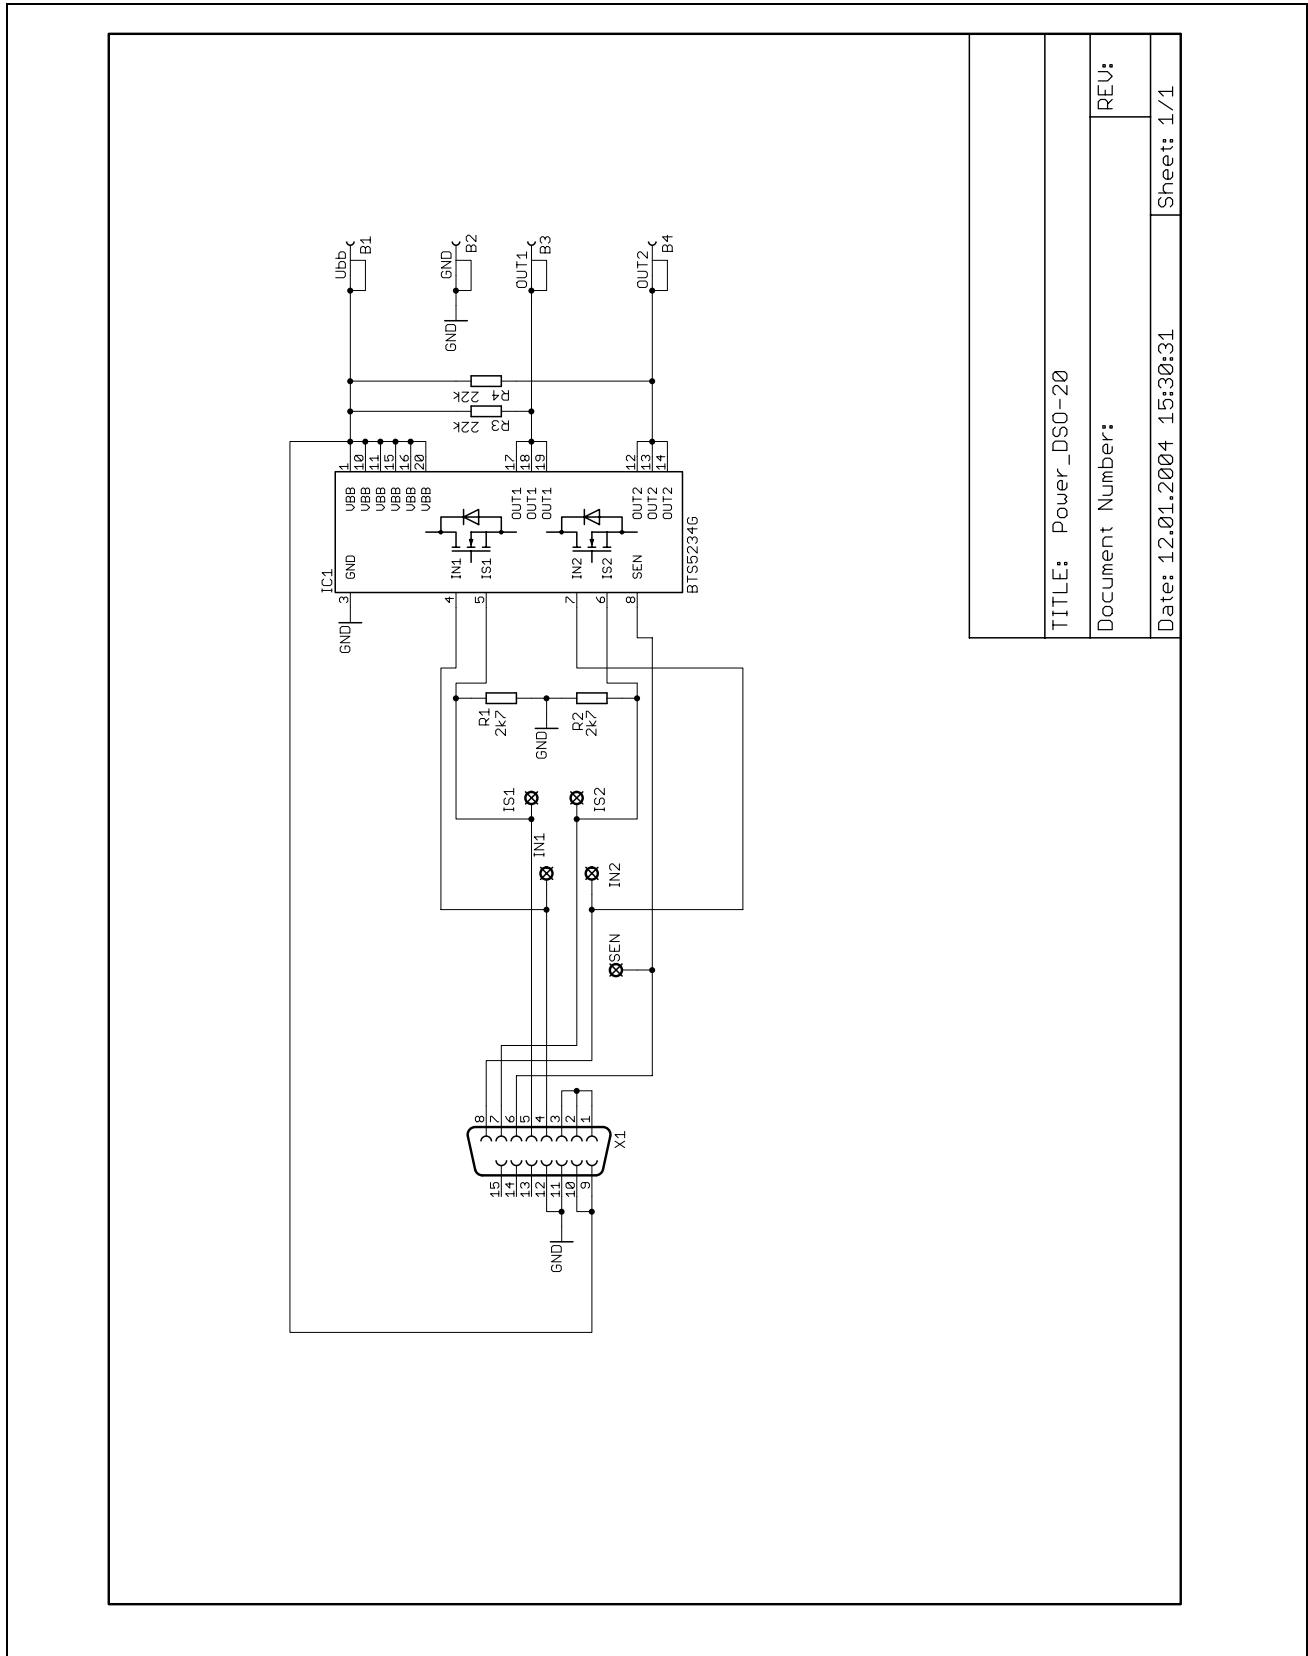 Vbb
B1
GND
B2
GND
OUT1
B3
OUT2
B4
R4
22k
R3
22k
IC1
BTS5234G
3
GND
GND
4
IN1
5
IS1
7
IN2
6
IS2
8
SEN
1
VBB
10
VBB
11
VBB
15
VBB
16
VBB
20
VBB
17
OUT1
18
OUT1
19
OUT1
12
OUT2
13
OUT2
14
OUT2
R1
2k7
R2
2k7
GND
IS1
IS2
IN1
IN2
SEN
X1
8
7
6
5
4
3
2
1
15
14
13
12
11
10
9
GND
TITLE: Power_DSO-20
Document Number:
REV:
Date: 12.01.2004 15:30:31
Sheet: 1/1